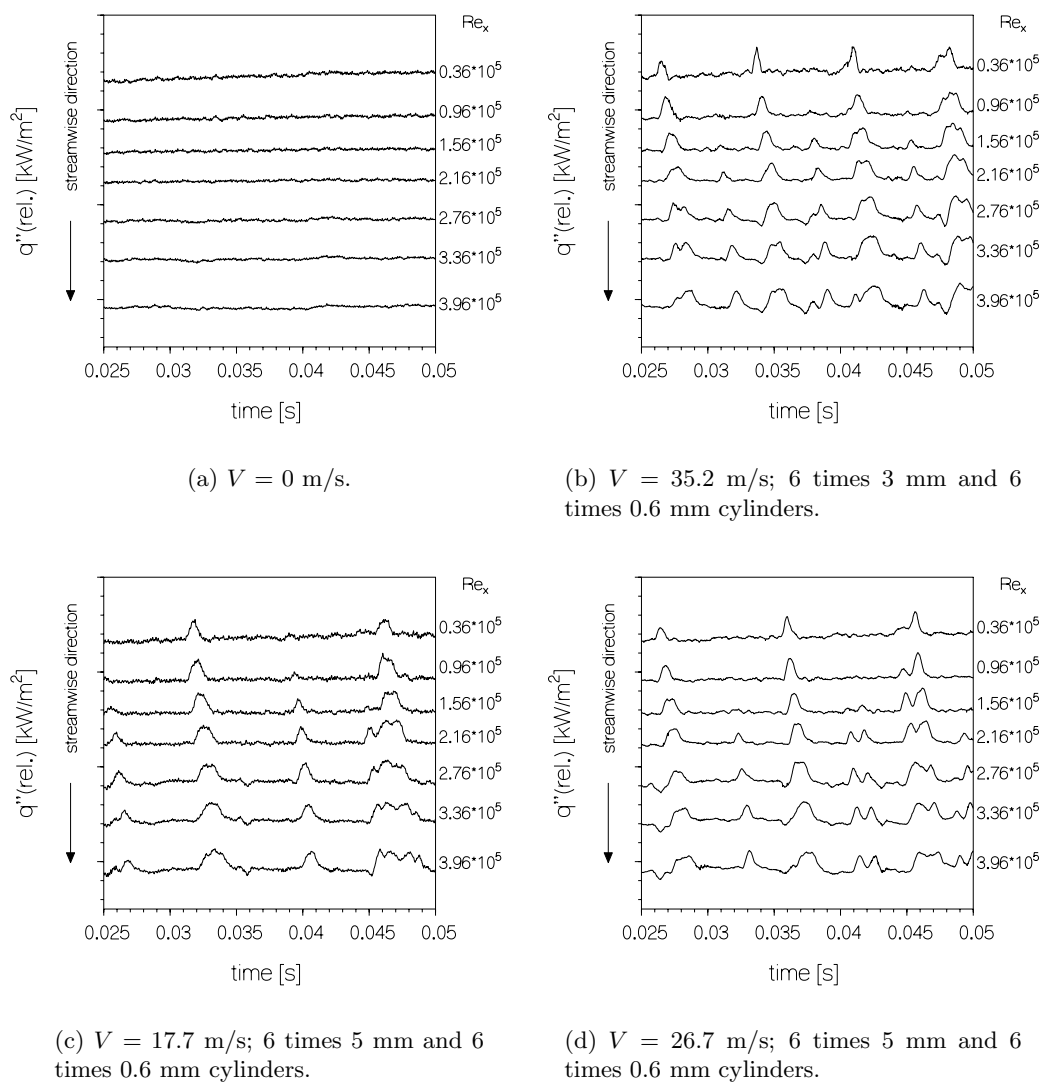 Re_x
0.36*10^5
0.96*10^5
1.56*10^5
2.16*10^5
2.76*10^5
3.36*10^5
3.96*10^5
q''(rel.) [kW/m^2]
streamwise direction
0.025 0.03 0.035 0.04 0.045 0.05
time [s]
(a) V = 0 m/s.
Re_x
0.36*10^5
0.96*10^5
1.56*10^5
2.16*10^5
2.76*10^5
3.36*10^5
3.96*10^5
q''(rel.) [kW/m^2]
streamwise direction
0.025 0.03 0.035 0.04 0.045 0.05
time [s]
(b) V = 35.2 m/s; 6 times 3 mm and 6
times 0.6 mm cylinders.
Re_x
0.36*10^5
0.96*10^5
1.56*10^5
2.16*10^5
2.76*10^5
3.36*10^5
3.96*10^5
q''(rel.) [kW/m^2]
streamwise direction
0.025 0.03 0.035 0.04 0.045 0.05
time [s]
(c) V = 17.7 m/s; 6 times 5 mm and 6
times 0.6 mm cylinders.
Re_x
0.36*10^5
0.96*10^5
1.56*10^5
2.16*10^5
2.76*10^5
3.36*10^5
3.96*10^5
q''(rel.) [kW/m^2]
streamwise direction
0.025 0.03 0.035 0.04 0.045 0.05
time [s]
(d) V = 26.7 m/s; 6 times 5 mm and 6
times 0.6 mm cylinders.